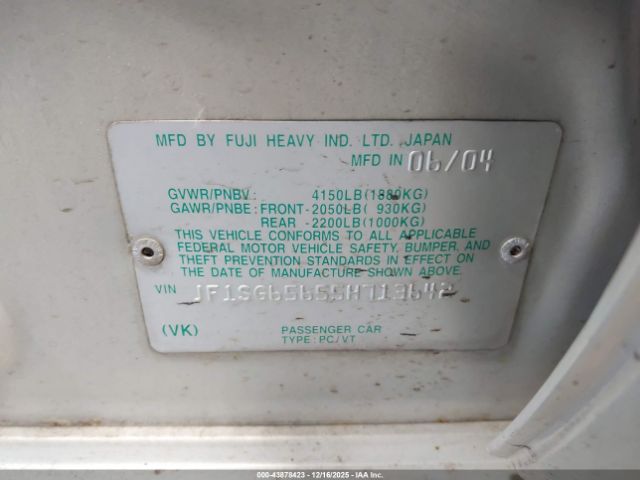 MFD BY FUJI HEAVY IND. LTD. JAPAN
MFD IN 06/04
GVWR/PNBV: 4150LB(1880KG)
GAWR/PNBE: FRONT-2050LB( 930KG)
REAR -2200LB(1000KG)
THIS VEHICLE CONFORMS TO ALL APPLICABLE
FEDERAL MOTOR VEHICLE SAFETY, BUMPER, AND
THEFT PREVENTION STANDARDS IN EFFECT ON
THE DATE OF MANUFACTURE SHOWN ABOVE.
VIN
(VK) PASSENGER CAR
TYPE: PC/VT
000-43878423 - 12/16/2025 - IAAI, Inc.